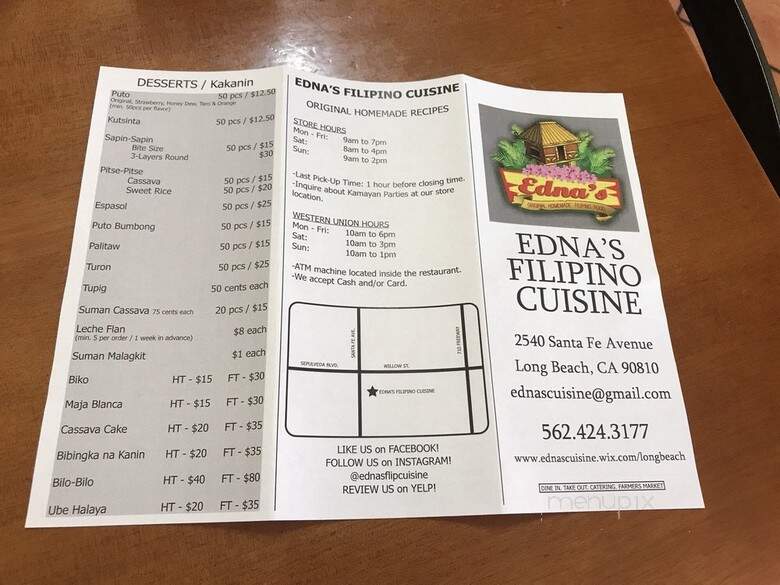 DESSERTS / Kakanin
Puto 50 pcs / $12.50
Original, Strawberry, Honey Dew, Taro & Orange
(min. 50pcs per flavor)
Kutsinta 50 pcs / $12.50
Sapin-Sapin
Bite Size 50 pcs / $15
3-Layers Round $30
Pitse-Pitse
Cassava 50 pcs / $15
Sweet Rice 50 pcs / $20
Espasol 50 pcs / $25
Puto Bumbong 50 pcs / $15
Palitaw 50 pcs / $15
Turon 50 pcs / $25
Tupig 50 cents each
Suman Cassava 75 cents each 20 pcs / $15
Leche Flan $8 each
(min. 5 per order / 1 week in advance)
Suman Malagkit $1 each
Biko HT - $15 FT - $30
Maja Blanca HT - $15 FT - $30
Cassava Cake HT - $20 FT - $35
Bibingka na Kanin HT - $20 FT - $35
Bilo-Bilo HT - $40 FT - $80
Ube Halaya HT - $20 FT - $35
EDNA'S FILIPINO CUISINE
ORIGINAL HOMEMADE RECIPES
STORE HOURS
Mon - Fri: 9am to 7pm
Sat: 8am to 4pm
Sun: 9am to 2pm
-Last Pick-Up Time: 1 hour before closing time.
-Inquire about Kamayan Parties at our store
location.
WESTERN UNION HOURS
Mon - Fri: 10am to 6pm
Sat: 10am to 3pm
Sun: 10am to 1pm
-ATM machine located inside the restaurant.
-We accept Cash and/or Card.
SANTA FE AVE.
710 FREEWAY
SEPULVEDA BLVD.
WILLOW ST.
EDNA'S FILIPINO CUISINE
LIKE US on FACEBOOK!
FOLLOW US on INSTAGRAM!
@ednasflipcuisine
REVIEW US on YELP!
Edna's
ORIGINAL HOMEMADE FILIPINO FOOD
EDNA'S
FILIPINO
CUISINE
2540 Santa Fe Avenue
Long Beach, CA 90810
ednascuisine@gmail.com
562.424.3177
www.ednascuisine.wix.com/longbeach
DINE IN, TAKE OUT, CATERING, FARMERS MARKET
menupix